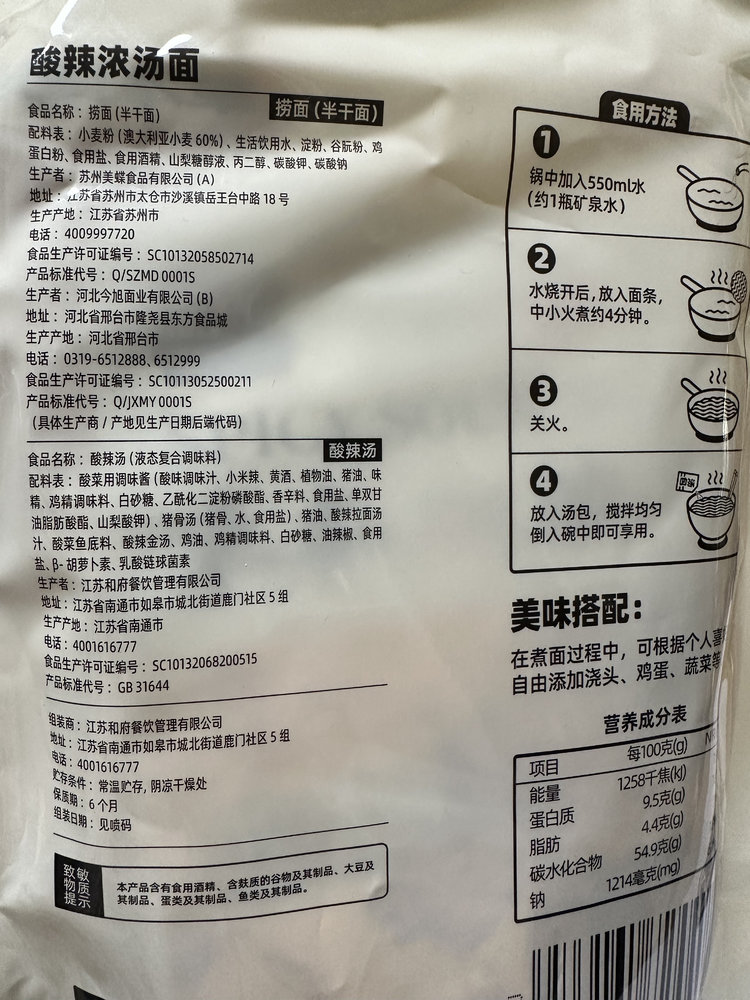 酸辣浓汤面
捞面(半干面)
食品名称：捞面(半干面)
配料表：小麦粉(澳大利亚小麦60%)、生活饮用水、淀粉、谷朊粉、鸡
蛋白粉、食用盐、食用酒精、山梨糖醇液、丙二醇、碳酸钾、碳酸钠
生产者：苏州美蝶食品有限公司(A)
地址：江苏省苏州市太仓市沙溪镇岳王台中路18号
生产产地：江苏省苏州市
电话：4009997720
食品生产许可证编号：SC10132058502714
产品标准代号：Q/SZMD 0001S
生产者：河北今旭面业有限公司(B)
地址：河北省邢台市隆尧县东方食品城
生产产地：河北省邢台市
电话：0319-6512888、6512999
食品生产许可证编号：SC10113052500211
产品标准代号：Q/JXMY 0001S
(具体生产商/产地见生产日期后端代码)
酸辣汤
食品名称：酸辣汤(液态复合调味料)
配料表：酸菜用调味酱(酸味调味汁、小米辣、黄酒、植物油、猪油、味
精、鸡精调味料、白砂糖、乙酰化二淀粉磷酸酯、香辛料、食用盐、单双甘
油脂肪酸酯、山梨酸钾)、猪骨汤(猪骨、水、食用盐)、猪油、酸辣拉面汤
汁、酸菜鱼底料、酸辣金汤、鸡油、鸡精调味料、白砂糖、油辣椒、食用
盐、β-胡萝卜素、乳酸链球菌素
生产者：江苏和府餐饮管理有限公司
地址：江苏省南通市如皋市城北街道鹿门社区5组
生产产地：江苏省南通市
电话：4001616777
食品生产许可证编号：SC10132068200515
产品标准代号：GB 31644
组装商：江苏和府餐饮管理有限公司
地址：江苏省南通市如皋市城北街道鹿门社区5组
电话：4001616777
贮存条件：常温贮存,阴凉干燥处
保质期：6个月
组装日期：见喷码
致敏
物质
提示
本产品含有食用酒精、含麸质的谷物及其制品、大豆及
其制品、蛋类及其制品、鱼类及其制品。
食用方法
1
锅中加入550ml水
(约1瓶矿泉水)
2
水烧开后,放入面条,
中小火煮约4分钟。
3
关火。
4
放入汤包，搅拌均匀
倒入碗中即可享用。
美味搭配：
在煮面过程中，可根据个人喜
自由添加浇头、鸡蛋、蔬菜等
营养成分表
项目 每100克(g)
能量 1258千焦(kJ)
蛋白质 9.5克(g)
脂肪 4.4克(g)
碳水化合物 54.9克(g)
钠 1214毫克(mg)